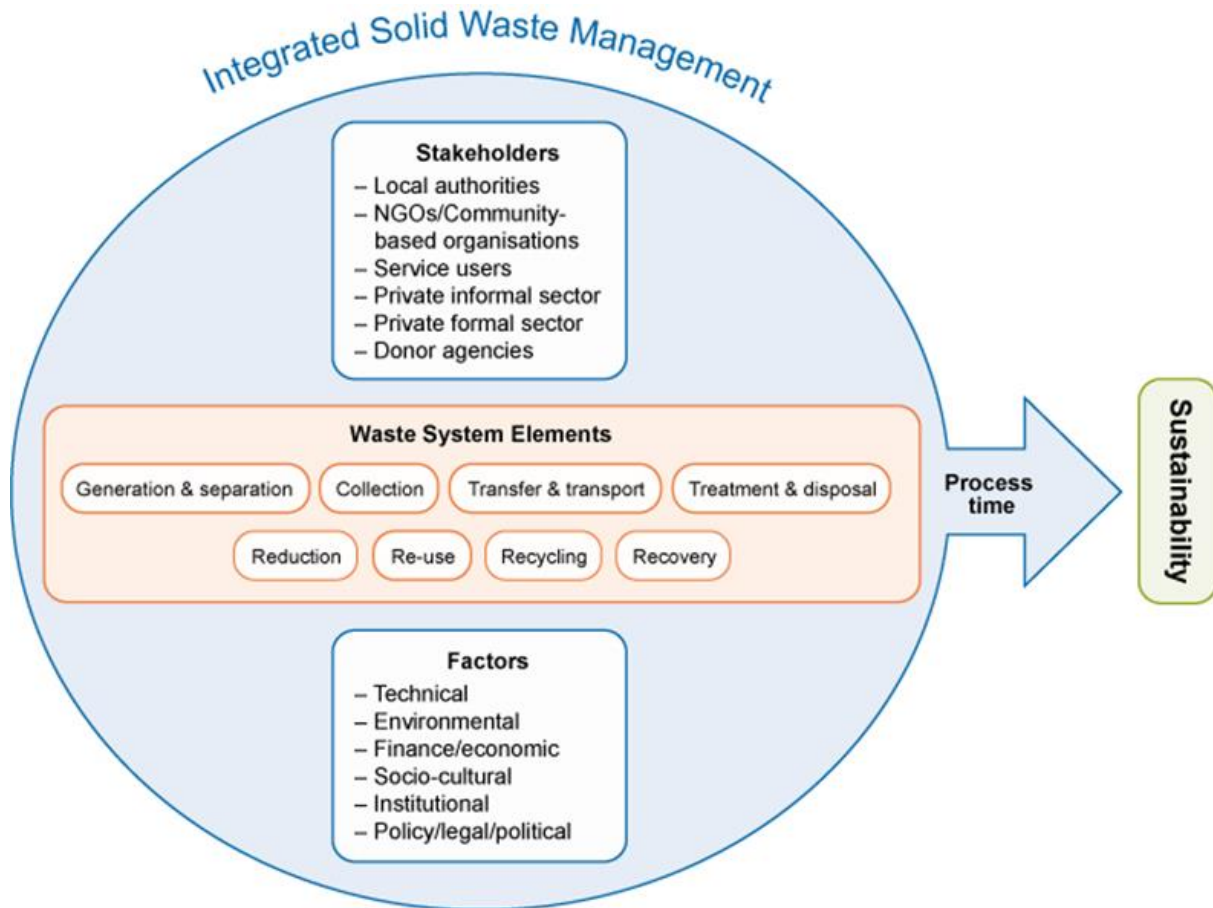 Integrated Solid Waste Management
Stakeholders
– Local authorities
– NGOs/Community-
based organisations
– Service users
– Private informal sector
– Private formal sector
– Donor agencies
Waste System Elements
Generation & separation
Collection
Transfer & transport
Treatment & disposal
Reduction
Re-use
Recycling
Recovery
Factors
– Technical
– Environmental
– Finance/economic
– Socio-cultural
– Institutional
– Policy/legal/political
Process
time
Sustainability